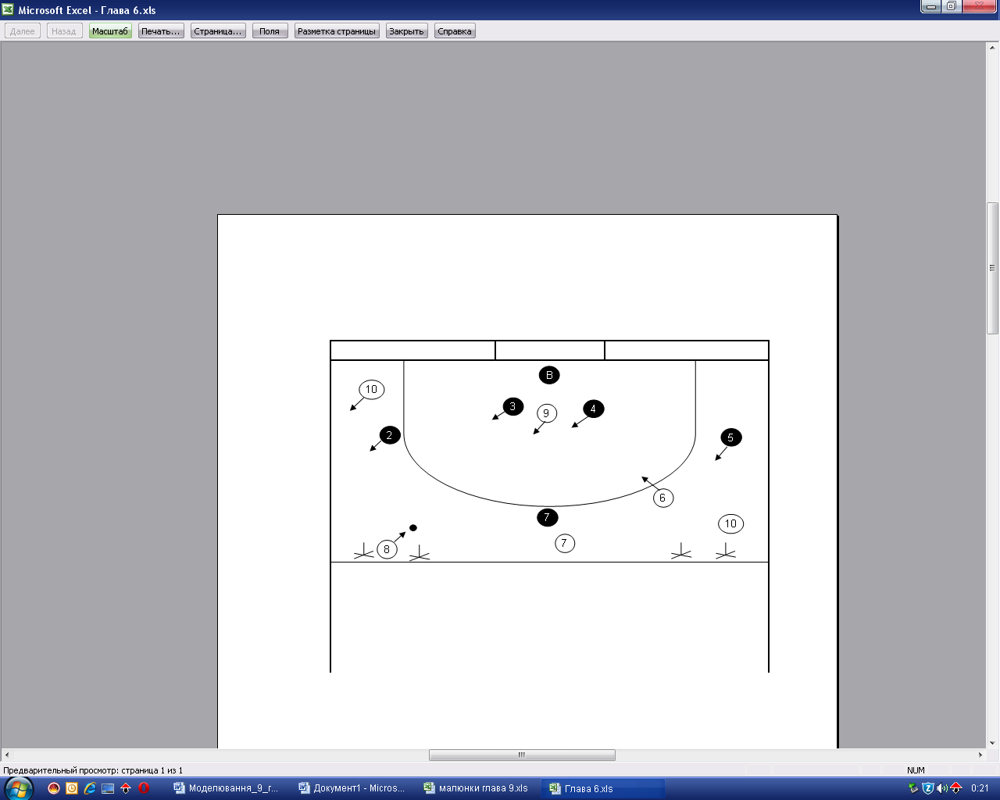 Microsoft Excel - Глава 6.xls
Далее Назад Масштаб Печать... Страница... Поля Разметка страницы Закрыть Справка
B
10
3 9 4
2 5
6
7 10
8 7
Предварительный просмотр: страница 1 из 1 NUM
Моделювання_9_г... Документ1 - Micros... малюнки глава 9.xls Глава 6.xls 0:21